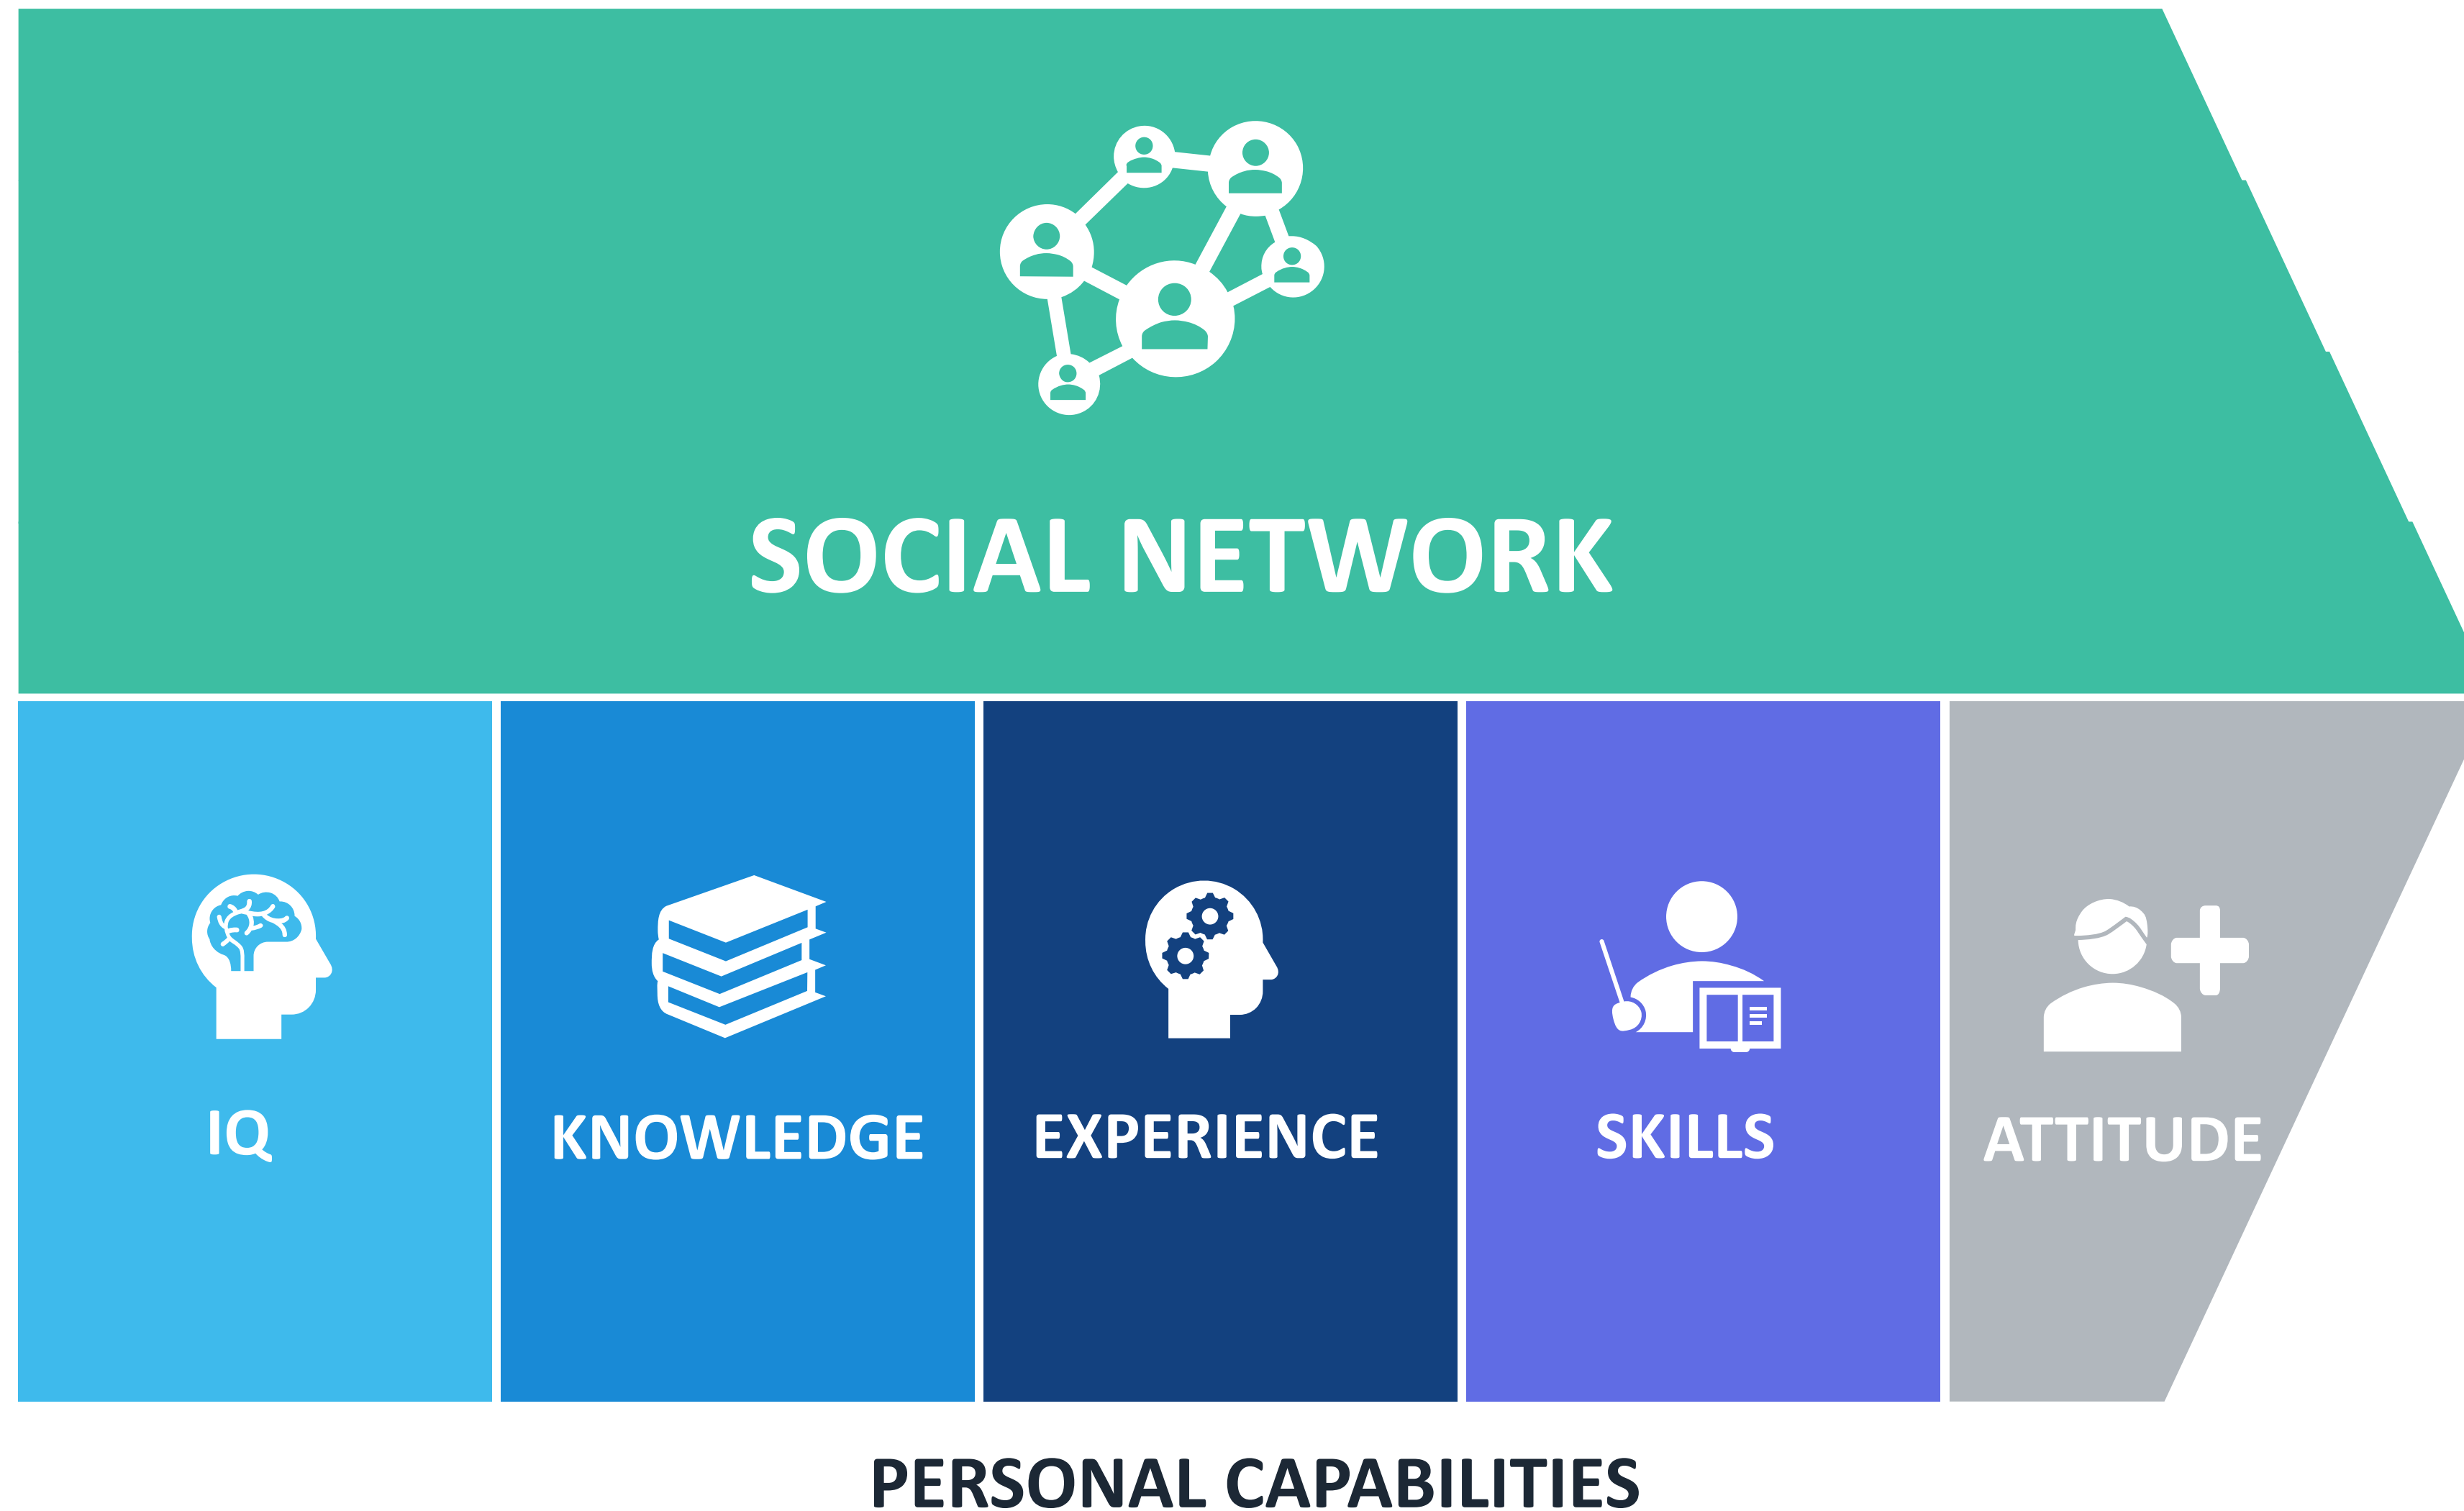 SOCIAL NETWORK
IQ
KNOWLEDGE
EXPERIENCE
SKILLS
ATTITUDE
PERSONAL CAPABILITIES